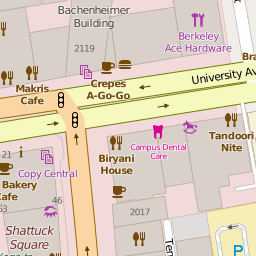 Bachenheimer
Building
Berkeley
Ace Hardware
2119
Makris
Cafe
Crepes
A-Go-Go
University Av
Tandoori
Nite
Campus Dental
Care
Biryani
House
21
Copy Central
Bakery
Cafe
63
46
2017
Shattuck
Square
P